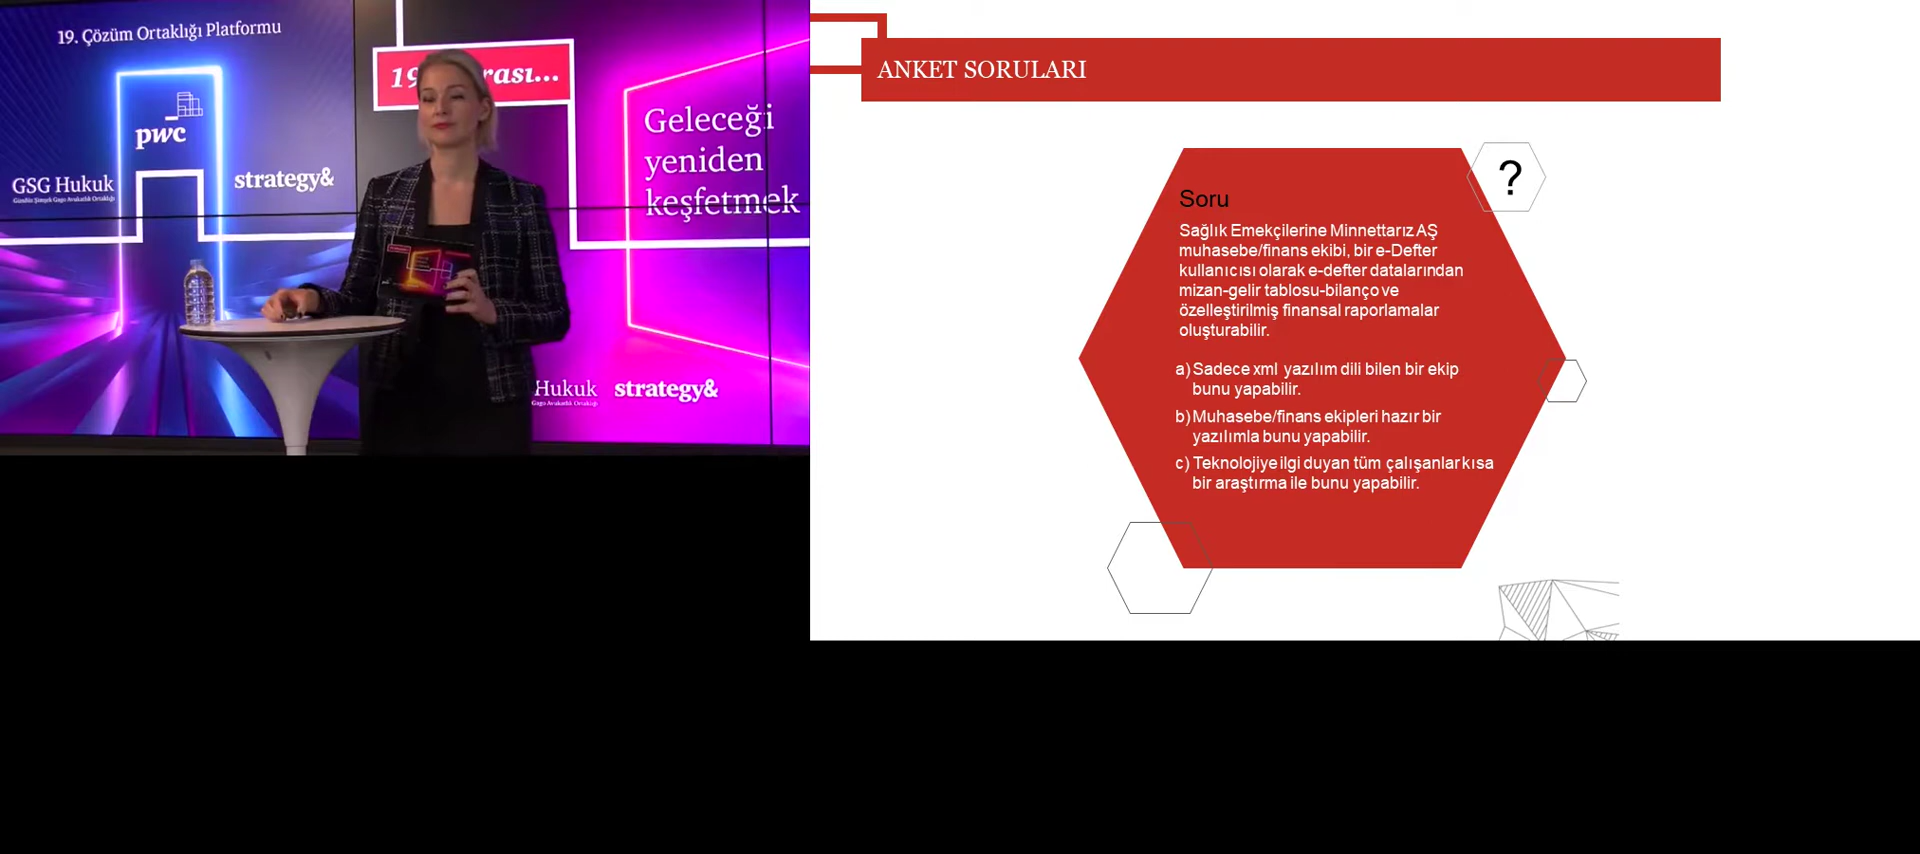 19. Çözüm Ortaklığı Platformu
pwc
GSG Hukuk
strategy&
Geleceği
yeniden
keşfetmek
Hukuk
strategy&
ANKET SORULARI
?
Soru
Sağlık Emekçilerine Minnettarız AŞ
muhasebe/finans ekibi, bir e-Defter
kullanıcısı olarak e-defter datalarından
mizan-gelir tablosu-bilanço ve
özelleştirilmiş finansal raporlamalar
oluşturabilir.
a) Sadece xml yazılım dili bilen bir ekip
bunu yapabilir.
b) Muhasebe/finans ekipleri hazır bir
yazılımla bunu yapabilir.
c) Teknolojiye ilgi duyan tüm çalışanlar kısa
bir araştırma ile bunu yapabilir.